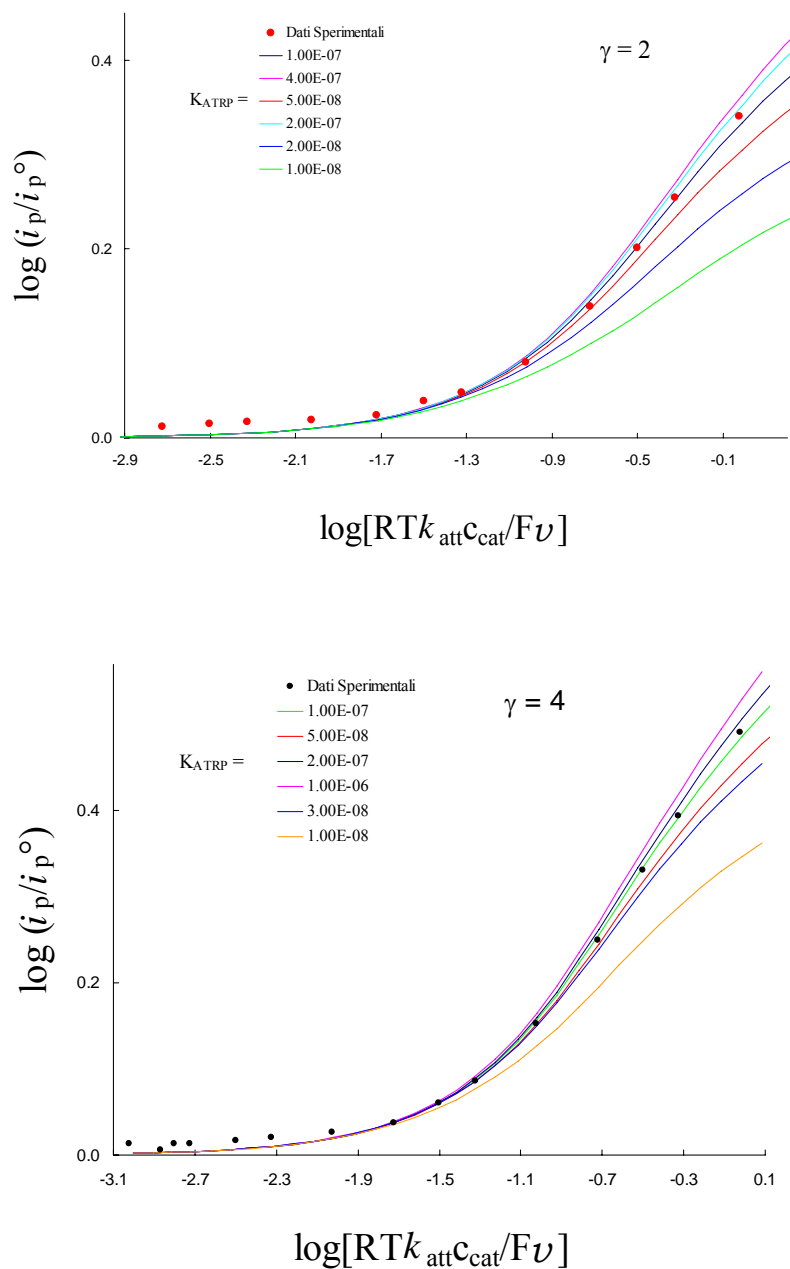 Dati Sperimentali
γ = 2
1.00E-07
4.00E-07
K_ATRP = 5.00E-08
2.00E-07
2.00E-08
1.00E-08
log (i_p/i_p°)
0.4
0.2
0.0
-2.9 -2.5 -2.1 -1.7 -1.3 -0.9 -0.5 -0.1
log[RTk_att c_cat/Fυ]
Dati Sperimentali
γ = 4
1.00E-07
5.00E-08
K_ATRP = 2.00E-07
1.00E-06
3.00E-08
1.00E-08
log (i_p/i_p°)
0.4
0.2
0.0
-3.1 -2.7 -2.3 -1.9 -1.5 -1.1 -0.7 -0.3 0.1
log[RTk_att c_cat/Fυ]